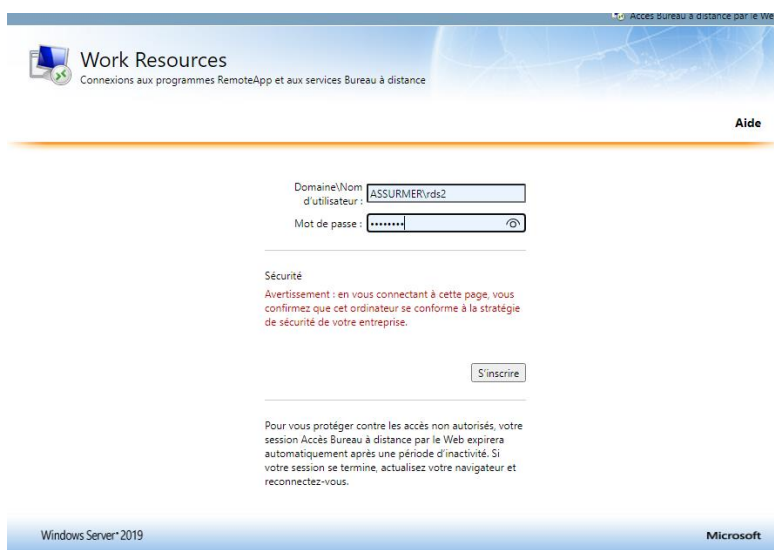 Accès Bureau à distance par le We
Work Resources
Connexions aux programmes RemoteApp et aux services Bureau à distance
Aide
Domaine\Nom
d'utilisateur :
ASSURMER\rds2
Mot de passe :
••••••••
Sécurité
Avertissement : en vous connectant à cette page, vous
confirmez que cet ordinateur se conforme à la stratégie
de sécurité de votre entreprise.
S'inscrire
Pour vous protéger contre les accès non autorisés, votre
session Accès Bureau à distance par le Web expirera
automatiquement après une période d'inactivité. Si
votre session se termine, actualisez votre navigateur et
reconnectez-vous.
Windows Server® 2019
Microsoft